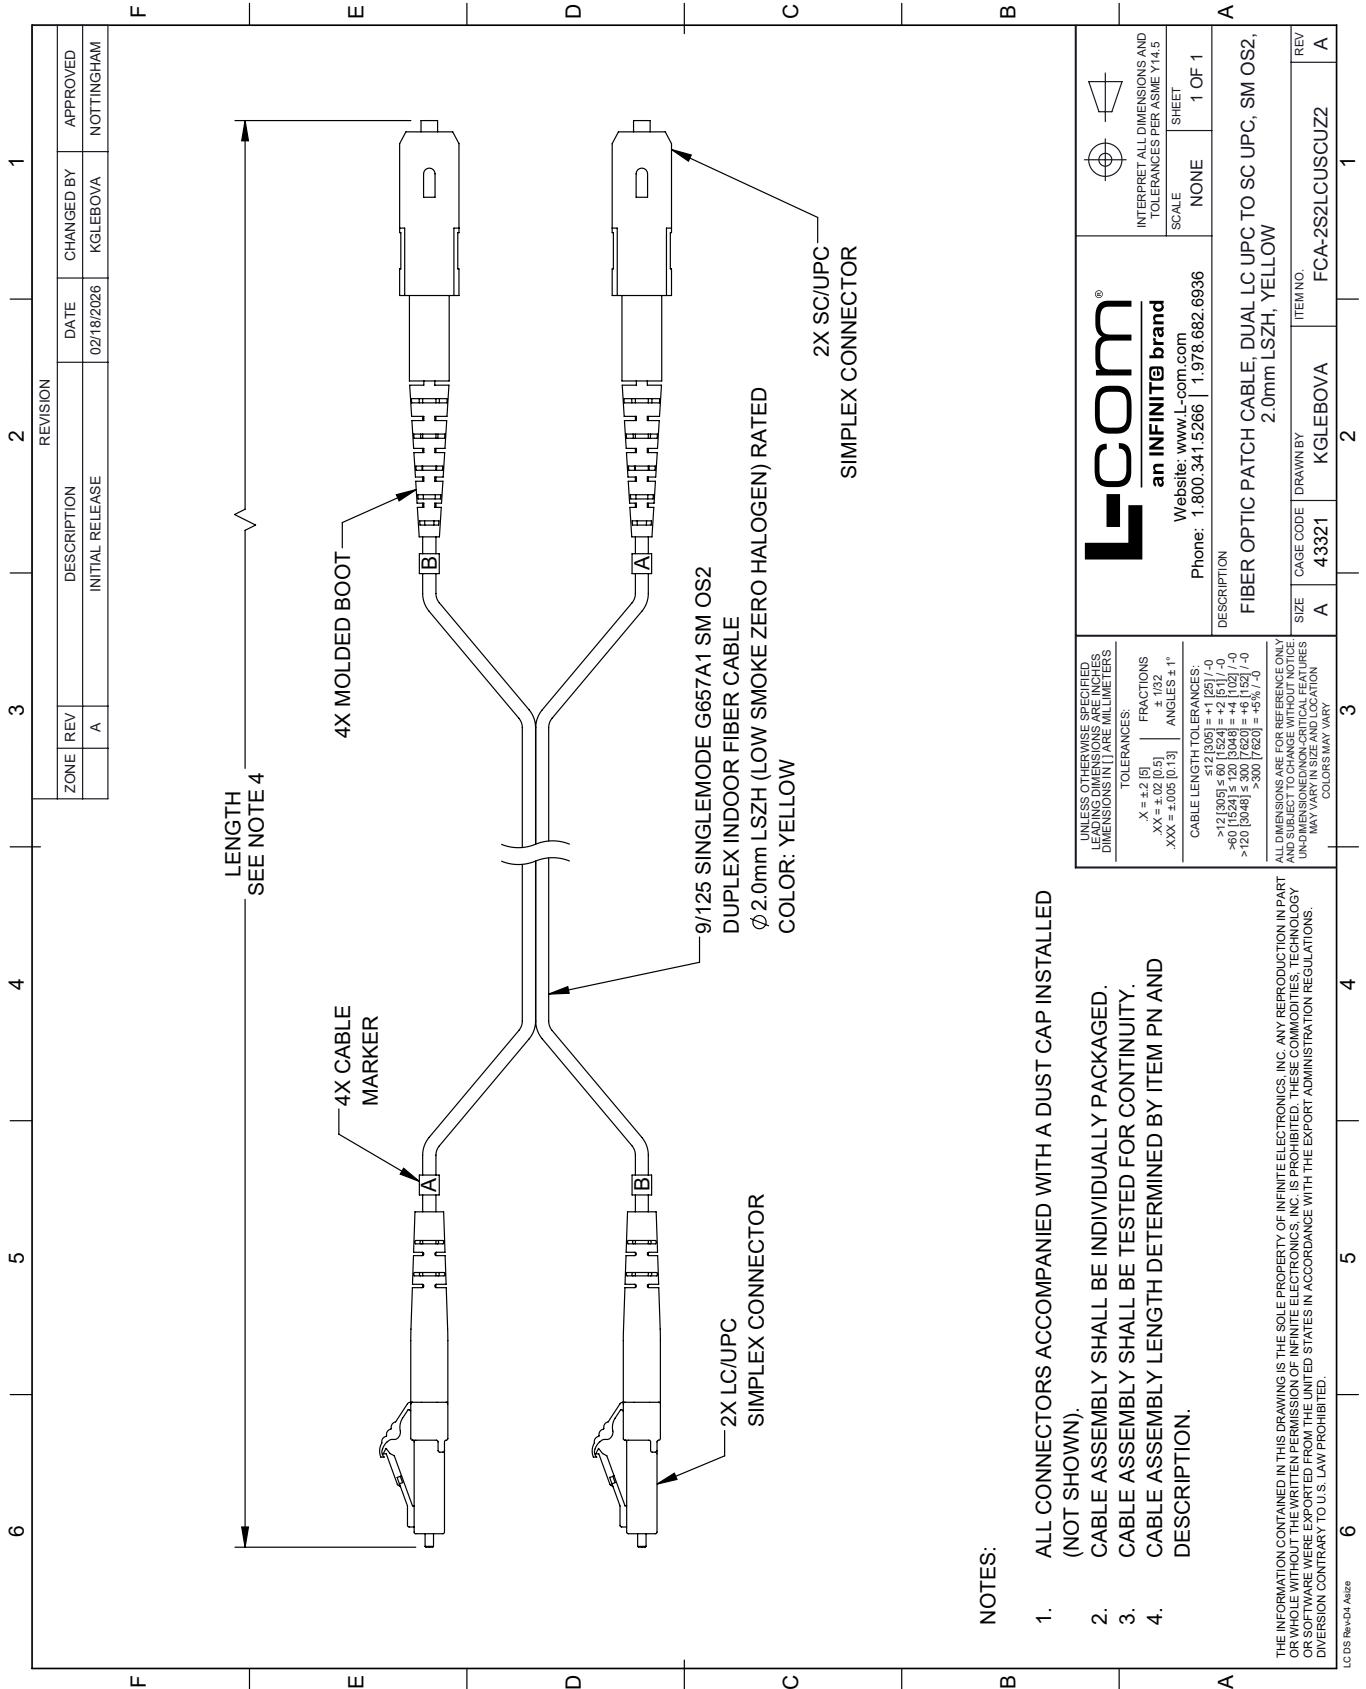 REVISION
ZONE REV DESCRIPTION DATE CHANGED BY APPROVED
A INITIAL RELEASE 02/18/2026 KGLEBOVA NOTTINGHAM
6 5 4 3 2 1
F
E
D
C
B
A
LENGTH
SEE NOTE 4
4X CABLE
MARKER
4X MOLDED BOOT
A
B
B
A
2X LC/UPC
SIMPLEX CONNECTOR
9/125 SINGLEMODE G657A1 SM OS2
DUPLEX INDOOR FIBER CABLE
Ø 2.0mm LSZH (LOW SMOKE ZERO HALOGEN) RATED
COLOR: YELLOW
2X SC/UPC
SIMPLEX CONNECTOR
NOTES:
1. ALL CONNECTORS ACCOMPANIED WITH A DUST CAP INSTALLED
(NOT SHOWN).
2. CABLE ASSEMBLY SHALL BE INDIVIDUALLY PACKAGED.
3. CABLE ASSEMBLY SHALL BE TESTED FOR CONTINUITY.
4. CABLE ASSEMBLY LENGTH DETERMINED BY ITEM PN AND
DESCRIPTION.
THE INFORMATION CONTAINED IN THIS DRAWING IS THE SOLE PROPERTY OF INFINITE ELECTRONICS, INC. ANY REPRODUCTION IN PART
OR WHOLE WITHOUT THE WRITTEN PERMISSION OF INFINITE ELECTRONICS, INC. IS PROHIBITED. THESE COMMODITIES, TECHNOLOGY
OR SOFTWARE WERE EXPORTED FROM THE UNITED STATES IN ACCORDANCE WITH THE EXPORT ADMINISTRATION REGULATIONS.
DIVERSION CONTRARY TO U.S. LAW PROHIBITED.
UNLESS OTHERWISE SPECIFIED
LEADING DIMENSIONS ARE INCHES
DIMENSIONS IN [ ] ARE MILLIMETERS
TOLERANCES:
.X = ±.2 [5] FRACTIONS
.XX = ±.02 [0.5] ± 1/32
.XXX = ±.005 [0.13] ANGLES ± 1°
CABLE LENGTH TOLERANCES:
≤12 [305] = +1 [25] / -0
>12 [305] ≤ 60 [1524] = +2 [51] / -0
>60 [1524] ≤ 120 [3048] = +4 [102] / -0
>120 [3048] ≤ 300 [7620] = +6 [152] / -0
>300 [7620] = +5% / -0
ALL DIMENSIONS ARE FOR REFERENCE ONLY
AND SUBJECT TO CHANGE WITHOUT NOTICE.
UN-DIMENSIONED/NON-CRITICAL FEATURES
MAY VARY IN SIZE AND LOCATION
COLORS MAY VARY
L-com®
an INFINITe brand
Website: www.L-com.com
Phone: 1.800.341.5266 | 1.978.682.6936
INTERPRET ALL DIMENSIONS AND
TOLERANCES PER ASME Y14.5
SCALE NONE
SHEET 1 OF 1
DESCRIPTION
FIBER OPTIC PATCH CABLE, DUAL LC UPC TO SC UPC, SM OS2,
2.0mm LSZH, YELLOW
SIZE CAGE CODE DRAWN BY ITEM NO. REV
A 43321 KGLEBOVA FCA-2S2LCUSCUZ2 A
F
E
D
C
B
A
6 5 4 3 2 1
LC DS Rev-D4 Asize